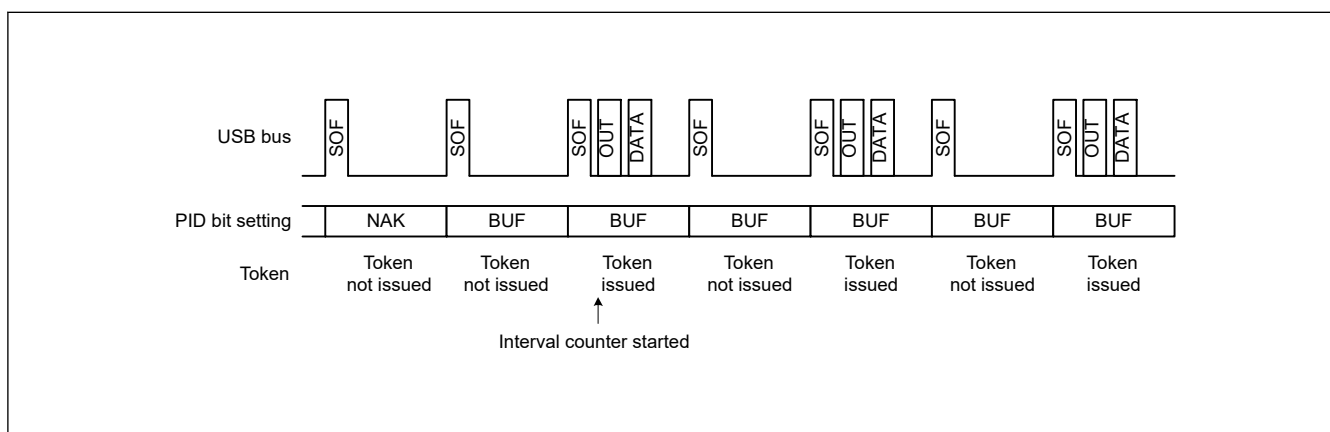 USB bus
SOF
SOF
SOF
OUT
DATA
SOF
SOF
OUT
DATA
SOF
SOF
OUT
DATA
PID bit setting
NAK
BUF
BUF
BUF
BUF
BUF
BUF
Token
Token
not issued
Token
not issued
Token
issued
Token
not issued
Token
issued
Token
not issued
Token
issued
Interval counter started